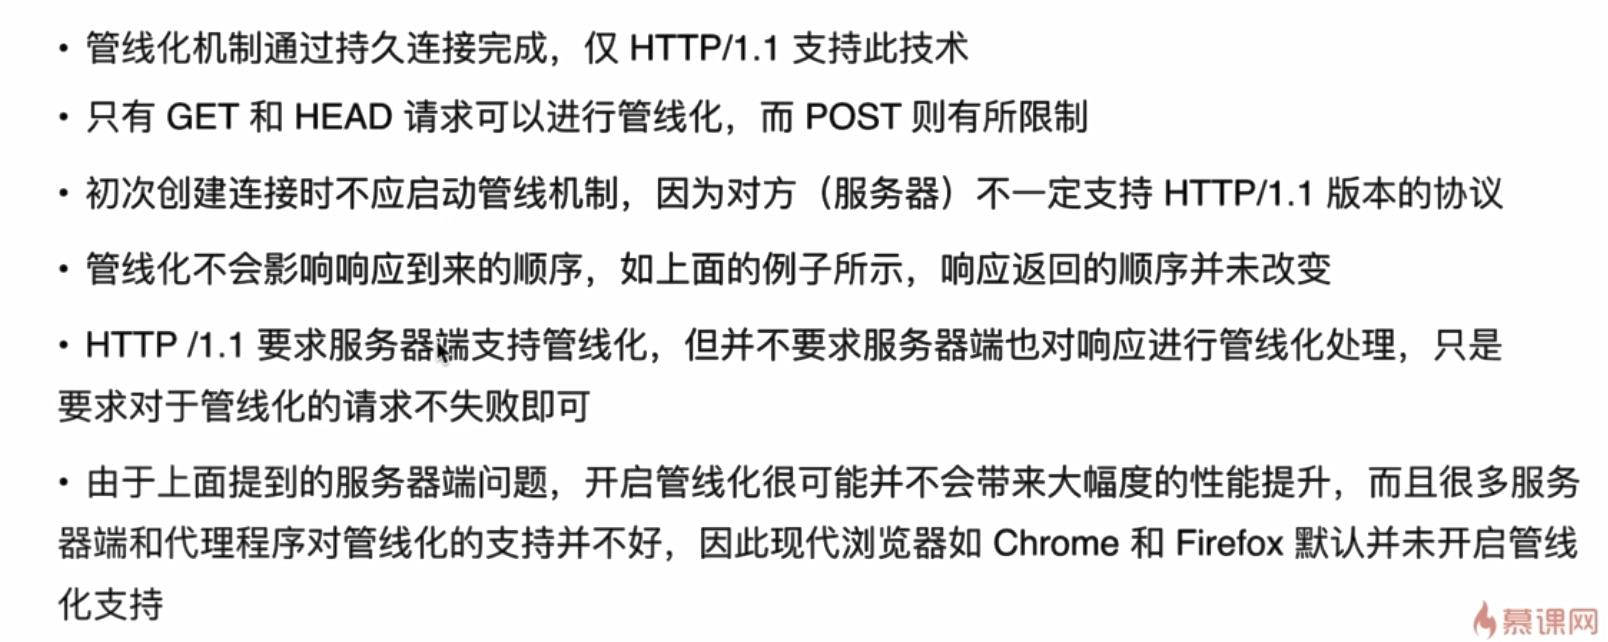 • 管线化机制通过持久连接完成，仅 HTTP/1.1 支持此技术
• 只有 GET 和 HEAD 请求可以进行管线化，而 POST 则有所限制
• 初次创建连接时不应启动管线机制，因为对方（服务器）不一定支持 HTTP/1.1 版本的协议
• 管线化不会影响响应到来的顺序，如上面的例子所示，响应返回的顺序并未改变
• HTTP /1.1 要求服务器端支持管线化，但并不要求服务器端也对响应进行管线化处理，只是
要求对于管线化的请求不失败即可
• 由于上面提到的服务器端问题，开启管线化很可能并不会带来大幅度的性能提升，而且很多服务
器端和代理程序对管线化的支持并不好，因此现代浏览器如 Chrome 和 Firefox 默认并未开启管线
化支持
慕课网